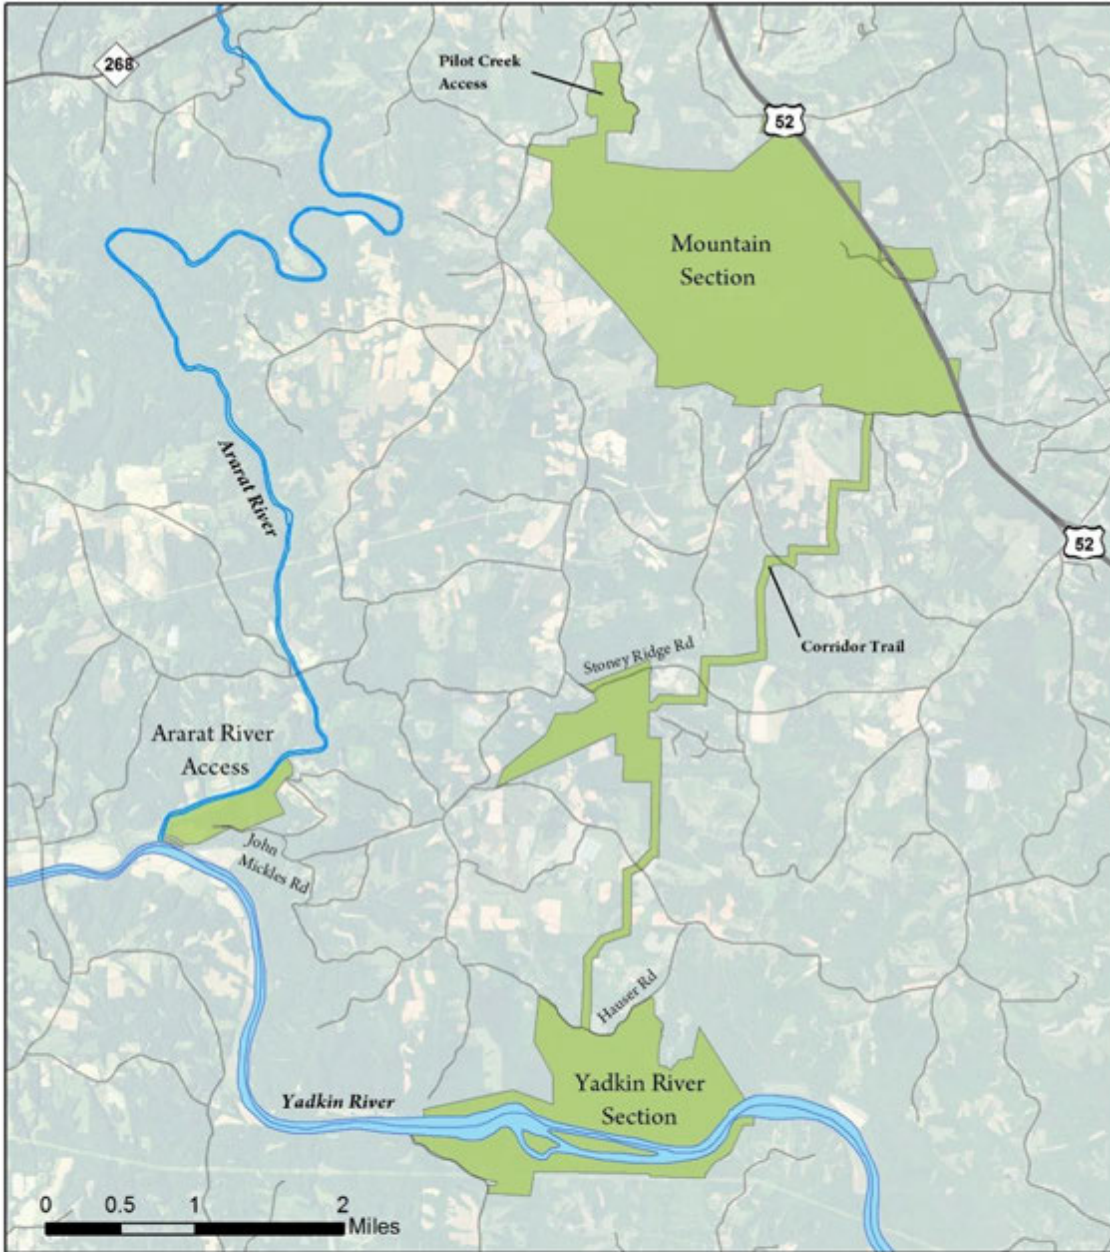 268
Pilot Creek
Access
52
Mountain
Section
Ararat River
52
Corridor Trail
Stoney Ridge Rd
Ararat River
Access
John
Mickles Rd
Hauser Rd
Yadkin River
Section
Yadkin River
0 0.5 1 2
Miles